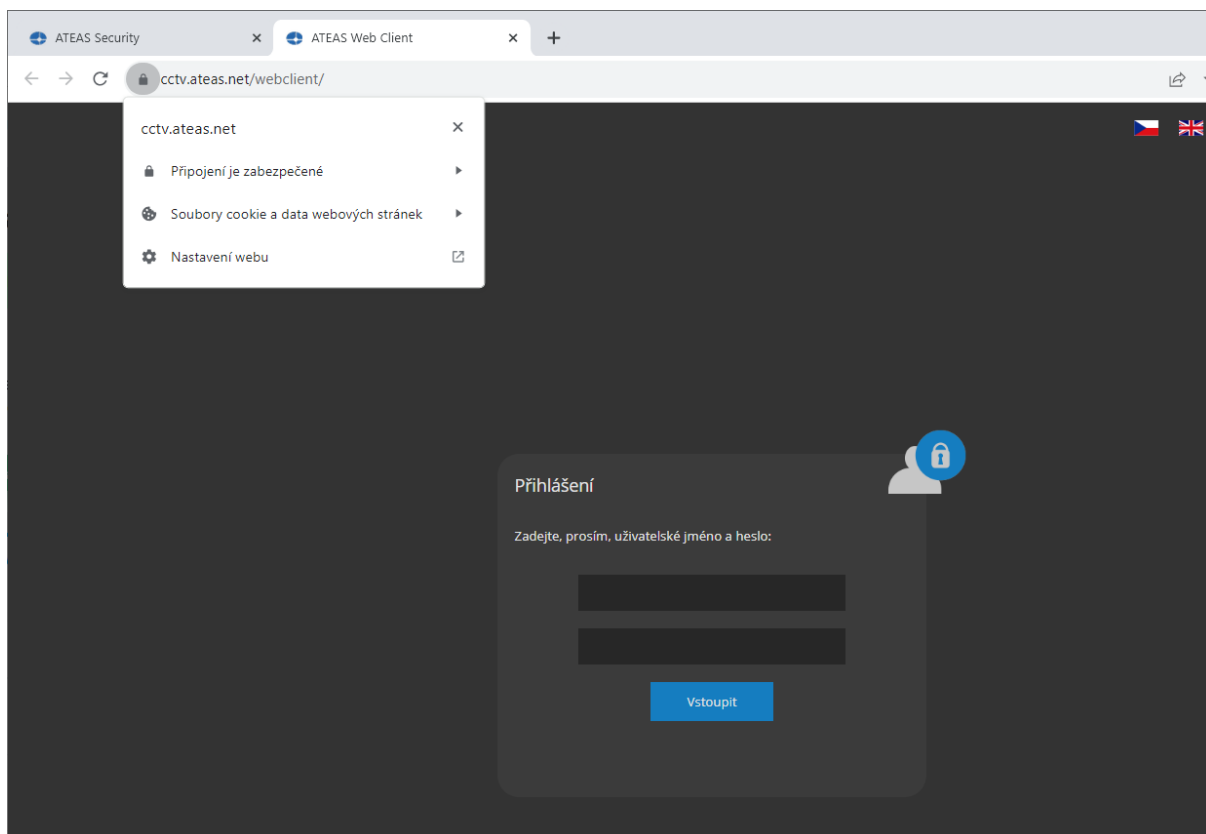 ATEAS Security
ATEAS Web Client
cctv.ateas.net/webclient/
cctv.ateas.net
Připojení je zabezpečené
Soubory cookie a data webových stránek
Nastavení webu
Přihlášení
Zadejte, prosím, uživatelské jméno a heslo:
Vstoupit